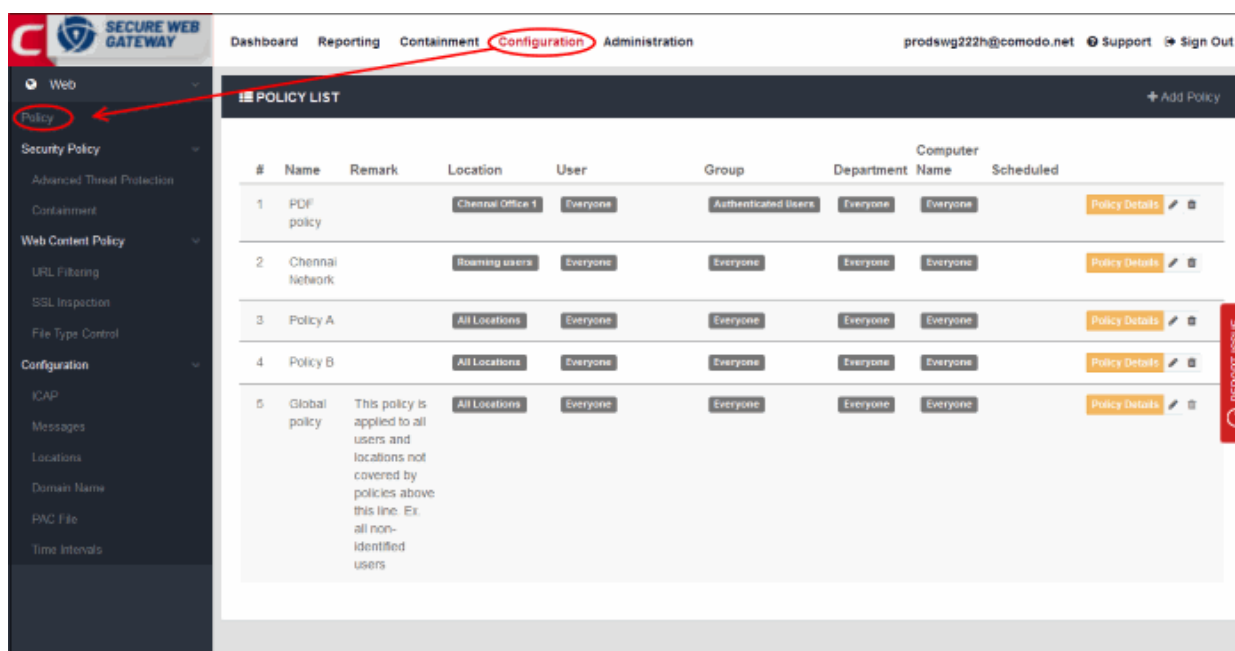 SECURE WEB
GATEWAY
Dashboard Reporting Containment Configuration Administration prodswg222h@comodo.net Support Sign Out
Web
Policy
Security Policy
Advanced Threat Protection
Containment
Web Content Policy
URL Filtering
SSL Inspection
File Type Control
Configuration
ICAP
Messages
Locations
Domain Name
PAC File
Time Intervals
POLICY LIST + Add Policy
# Name Remark Location User Group Department Computer Name Scheduled
1 PDF policy Chennai Office 1 Everyone Authenticated Users Everyone Everyone Policy Details
2 Chennai Network Roaming users Everyone Everyone Everyone Everyone Policy Details
3 Policy A All Locations Everyone Everyone Everyone Everyone Policy Details
4 Policy B All Locations Everyone Everyone Everyone Everyone Policy Details
5 Global policy This policy is All Locations Everyone Everyone Everyone Everyone Policy Details
applied to all
users and
locations not
covered by
policies above
this line. Ex.
all non-
identified
users
REPORT ISSUE